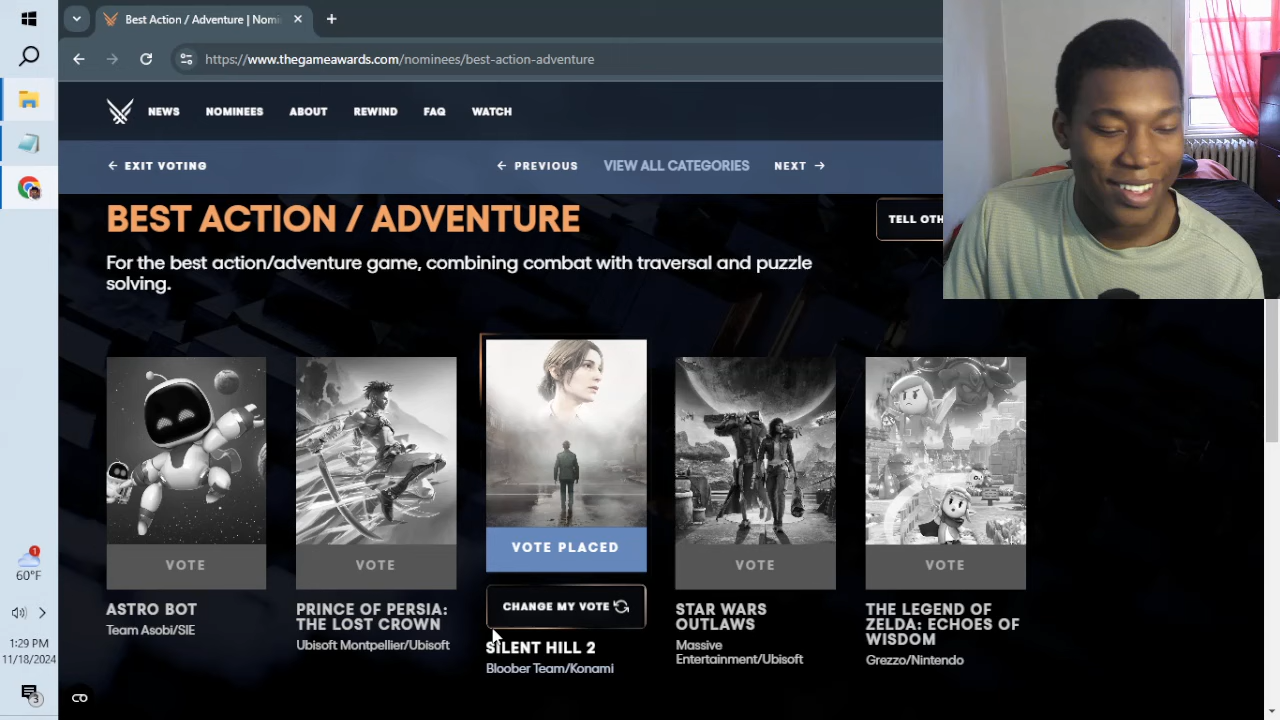 Best Action / Adventure | Nomi
https://www.thegameawards.com/nominees/best-action-adventure
NEWS NOMINEES ABOUT REWIND FAQ WATCH
← EXIT VOTING ← PREVIOUS VIEW ALL CATEGORIES NEXT →
BEST ACTION / ADVENTURE
TELL OTH
For the best action/adventure game, combining combat with traversal and puzzle
solving.
VOTE
ASTRO BOT
Team Asobi/SIE
VOTE
PRINCE OF PERSIA:
THE LOST CROWN
Ubisoft Montpellier/Ubisoft
VOTE PLACED
CHANGE MY VOTE
SILENT HILL 2
Bloober Team/Konami
VOTE
STAR WARS
OUTLAWS
Massive
Entertainment/Ubisoft
VOTE
THE LEGEND OF
ZELDA: ECHOES OF
WISDOM
Grezzo/Nintendo
1
60°F
1:29 PM
11/18/2024
3